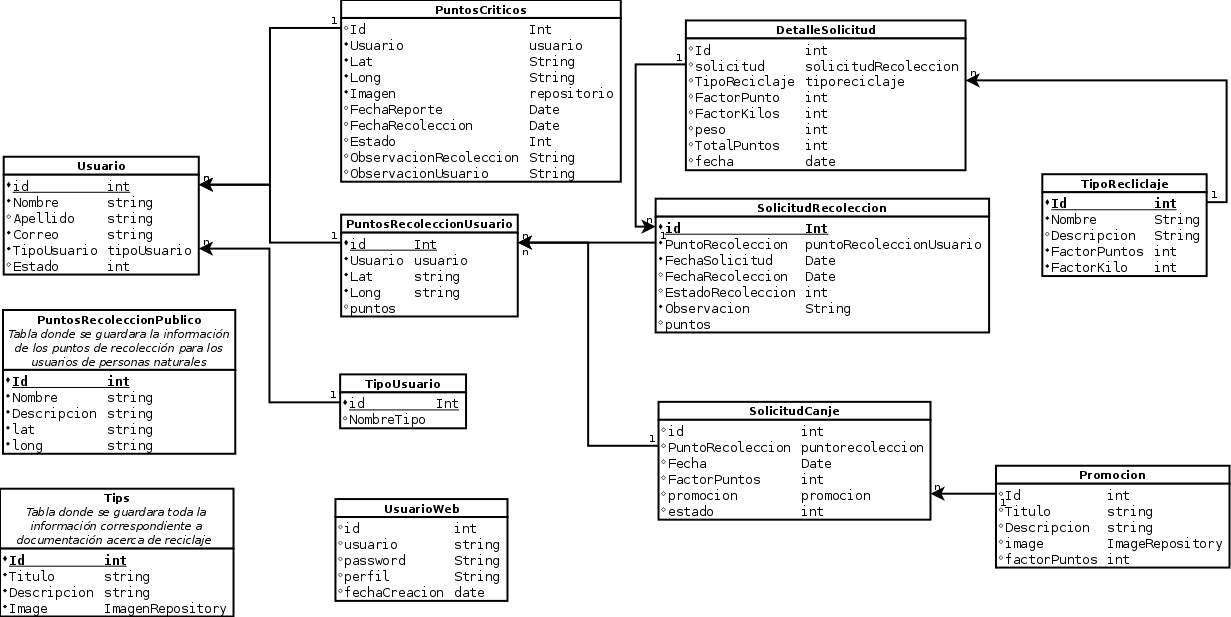 PuntosCriticos
Id Int
Usuario usuario
Lat String
Long String
Imagen repositorio
FechaReporte Date
FechaRecoleccion Date
Estado Int
ObservacionRecoleccion String
ObservacionUsuario String
DetalleSolicitud
Id int
solicitud solicitudRecoleccion
TipoReciclaje tiporeciclaje
FactorPunto int
FactorKilos int
peso int
TotalPuntos int
fecha date
Usuario
id int
Nombre string
Apellido string
Correo string
TipoUsuario tipoUsuario
Estado int
PuntosRecoleccionUsuario
id Int
Usuario usuario
Lat string
Long string
puntos
SolicitudRecoleccion
id Int
PuntoRecoleccion puntoRecoleccionUsuario
FechaSolicitud Date
FechaRecoleccion Date
EstadoRecoleccion int
Observacion String
puntos
TipoRecliclaje
Id int
Nombre String
Descripcion String
FactorPuntos int
FactorKilo int
PuntosRecoleccionPublico
Tabla donde se guardara la información
de los puntos de recolección para los
usuarios de personas naturales
Id int
Nombre string
Descripcion string
lat string
long string
TipoUsuario
id Int
NombreTipo
SolicitudCanje
id int
PuntoRecoleccion puntorecoleccion
Fecha Date
FactorPuntos int
promocion promocion
estado int
Promocion
Id int
Titulo string
Descripcion string
image ImageRepository
factorPuntos int
Tips
Tabla donde se guardara toda la
información correspondiente a
documentación acerca de reciclaje
Id int
Titulo string
Descripcion string
Image ImagenRepository
UsuarioWeb
id int
usuario string
password String
perfil String
fechaCreacion date
1
n
1
n
1
n
n
1
1
n
1
n
1
n
1